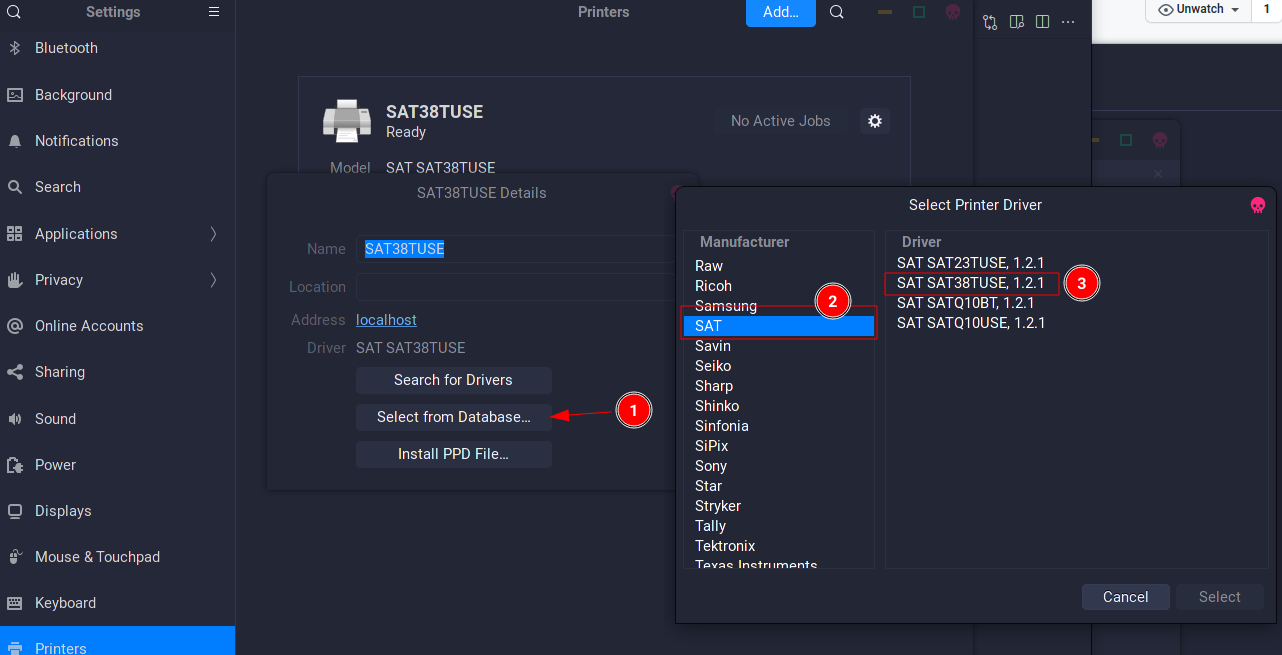 Settings
Bluetooth
Background
Notifications
Search
Applications
Privacy
Online Accounts
Sharing
Sound
Power
Displays
Mouse & Touchpad
Keyboard
Printers
Printers
Add...
SAT38TUSE
Ready
No Active Jobs
Model SAT SAT38TUSE
SAT38TUSE Details
Name SAT38TUSE
Location
Address localhost
Driver SAT SAT38TUSE
Search for Drivers
Select from Database...
1
Install PPD File...
Unwatch 1
Select Printer Driver
Manufacturer
Raw
Ricoh
Samsung
2
SAT
Savin
Seiko
Sharp
Shinko
Sinfonia
SiPix
Sony
Star
Stryker
Tally
Tektronix
Texas Instruments
Driver
SAT SAT23TUSE, 1.2.1
SAT SAT38TUSE, 1.2.1
3
SAT SATQ10BT, 1.2.1
SAT SATQ10USE, 1.2.1
Cancel Select